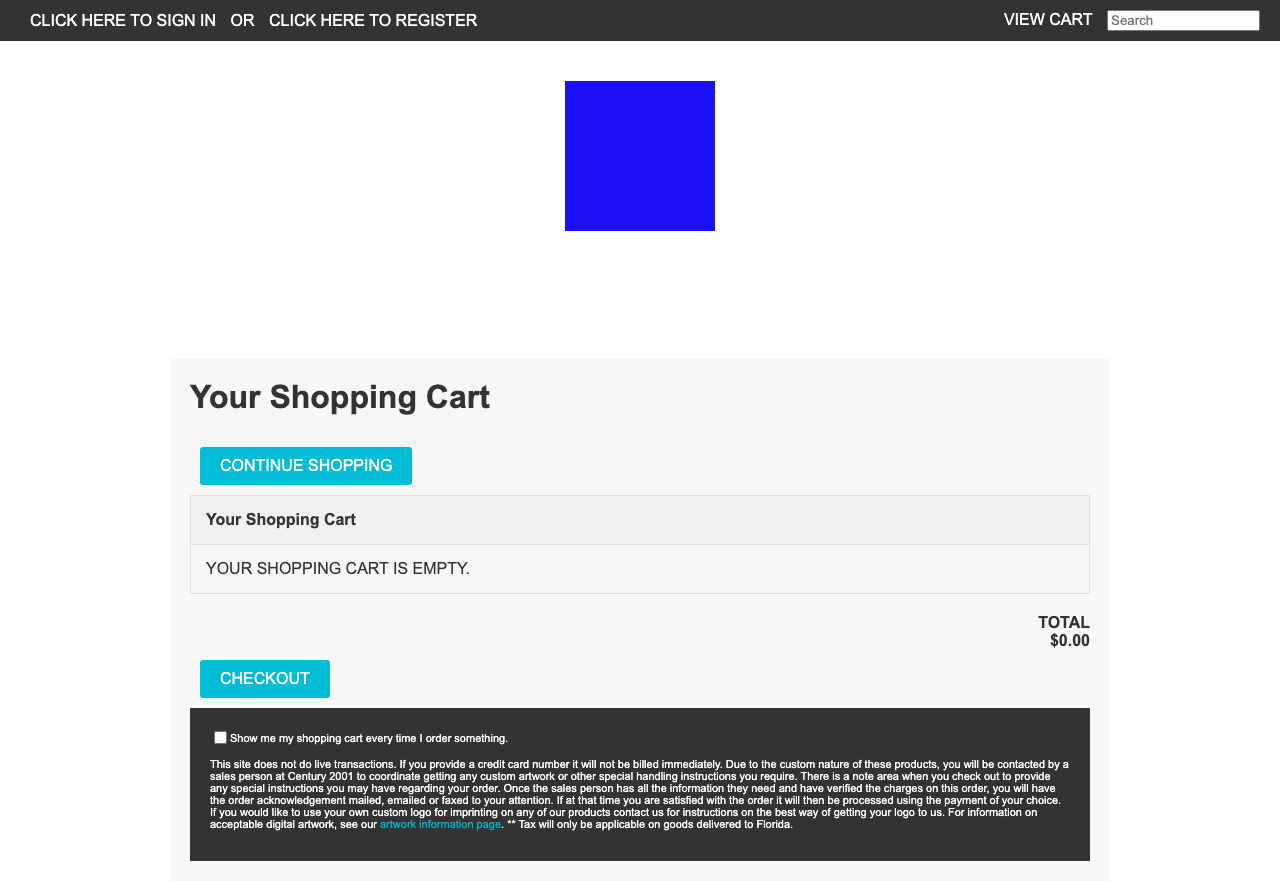 CLICK HERE TO SIGN IN OR CLICK HERE TO REGISTER VIEW CART Search
Your Shopping Cart
CONTINUE SHOPPING
Your Shopping Cart
YOUR SHOPPING CART IS EMPTY.
TOTAL
$0.00
CHECKOUT
Show me my shopping cart every time I order something.
This site does not do live transactions. If you provide a credit card number it will not be billed immediately. Due to the custom nature of these products, you will be contacted by a
sales person at Century 2001 to coordinate getting any custom artwork or other special handling instructions you require. There is a note area when you check out to provide
any special instructions you may have regarding your order. Once the sales person has all the information they need and have verified the charges on this order, you will have
the order acknowledgement mailed, emailed or faxed to your attention. If at that time you are satisfied with the order it will then be processed using the payment of your choice.
If you would like to use your own custom logo for imprinting on any of our products contact us for instructions on the best way of getting your logo to us. For information on
acceptable digital artwork, see our artwork information page. ** Tax will only be applicable on goods delivered to Florida.